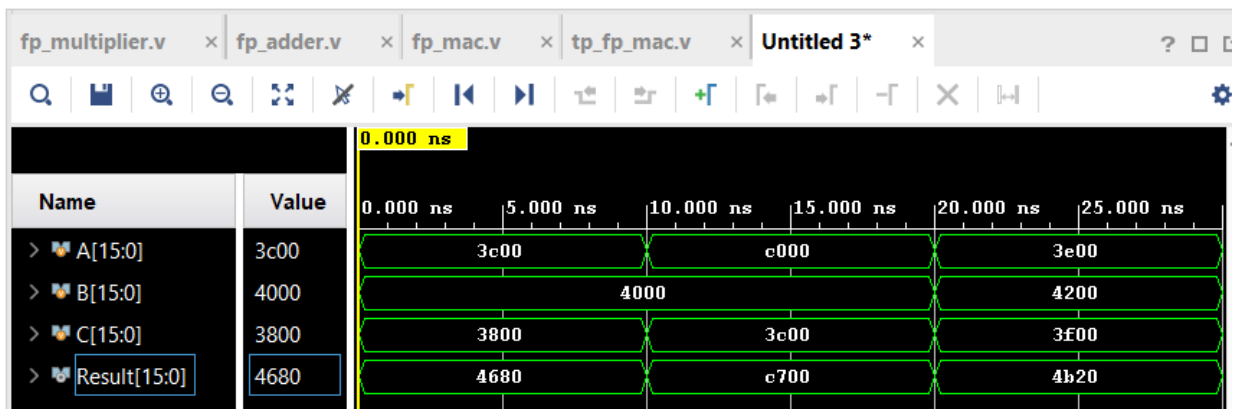 fp_multiplier.v × fp_adder.v × fp_mac.v × tp_fp_mac.v × Untitled 3* × ?
0.000 ns
Name Value 0.000 ns 5.000 ns 10.000 ns 15.000 ns 20.000 ns 25.000 ns
> A[15:0] 3c00 3c00 c000 3e00
> B[15:0] 4000 4000 4200
> C[15:0] 3800 3800 3c00 3f00
> Result[15:0] 4680 4680 c700 4b20